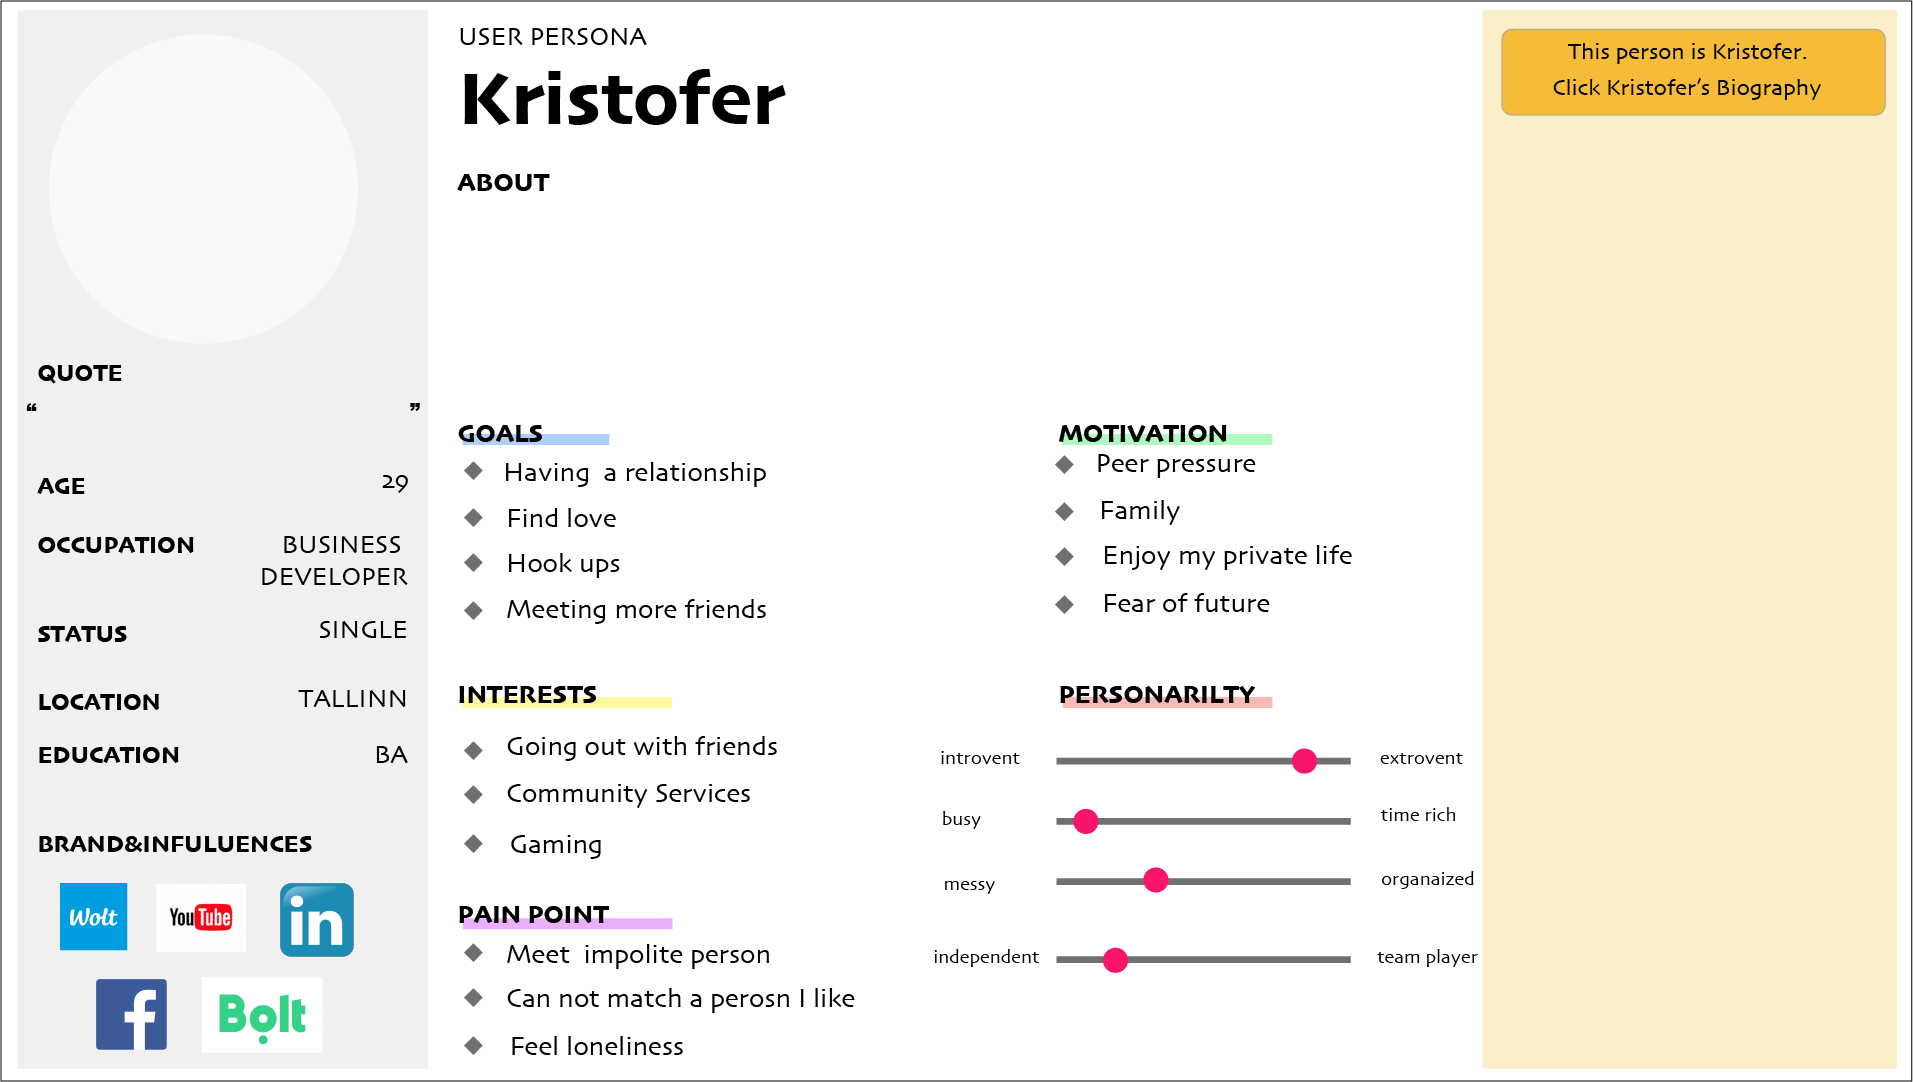 QUOTE
“ ”
AGE 29
OCCUPATION BUSINESS
DEVELOPER
STATUS SINGLE
LOCATION TALLINN
EDUCATION BA
BRAND&INFULUENCES
Wolt
YouTube
in
f
Bolt
USER PERSONA
Kristofer
ABOUT
GOALS
Having a relationship
Find love
Hook ups
Meeting more friends
MOTIVATION
Peer pressure
Family
Enjoy my private life
Fear of future
INTERESTS
Going out with friends
Community Services
Gaming
PAIN POINT
Meet impolite person
Can not match a perosn I like
Feel loneliness
PERSONARILTY
introvent extrovent
busy time rich
messy organaized
independent team player
This person is Kristofer.
Click Kristofer’s Biography